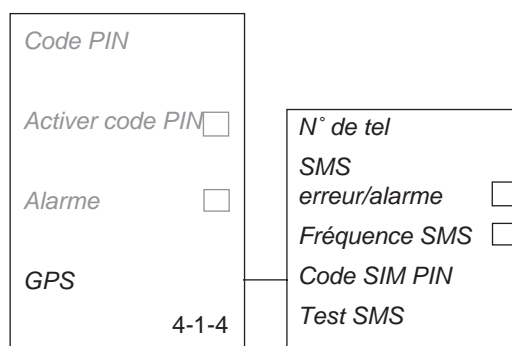 Code PIN
Activer code PIN
Alarme
GPS
4-1-4
N° de tel
SMS
erreur/alarme
Fréquence SMS
Code SIM PIN
Test SMS